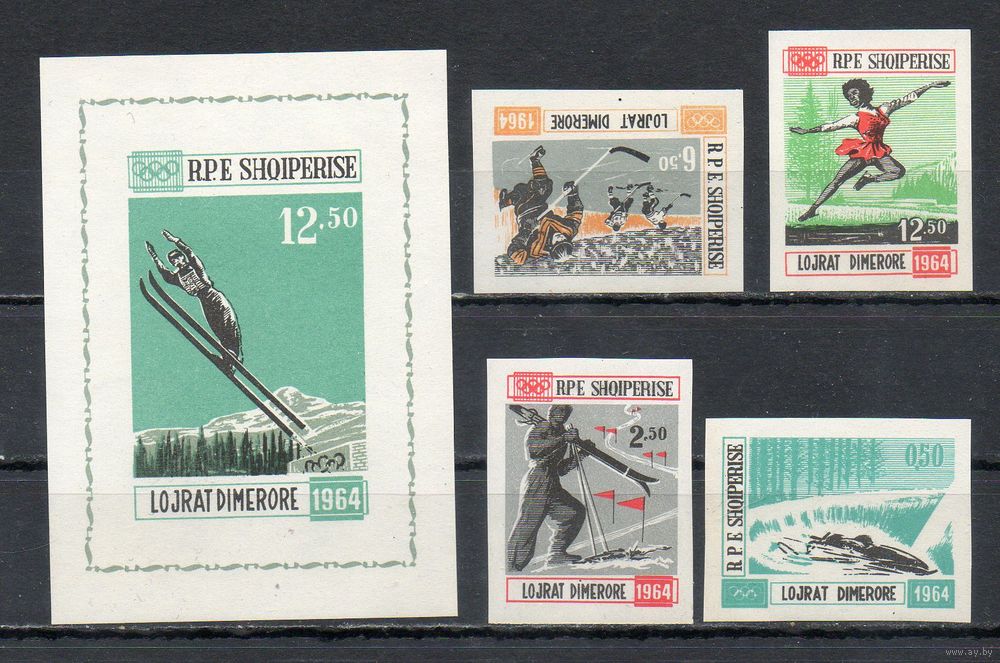 R.P.E SHQIPERISE
12.50
LOJRAT DIMERORE 1964
LOJRAT DIMERORE 1964
6.50
R P E SHQIPERISE
R.P.E SHQIPERISE
12.50
LOJRAT DIMERORE 1964
R.P.E SHQIPERISE
2.50
LOJRAT DIMERORE 1964
R.P.E SHQIPERISE
0,50
LOJRAT DIMERORE 1964
www.ay.by